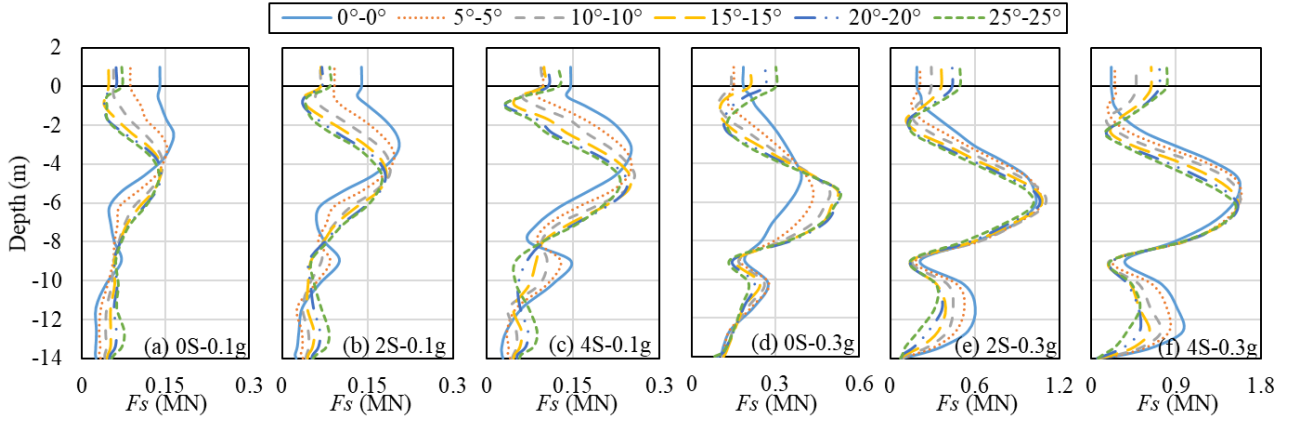 0°-0° 5°-5° 10°-10° 15°-15° 20°-20° 25°-25°
Depth (m)
2
0
-2
-4
-6
-8
-10
-12
-14
(a) 0S-0.1g (b) 2S-0.1g (c) 4S-0.1g (d) 0S-0.3g (e) 2S-0.3g (f) 4S-0.3g
0 0.15 0.3 0 0.15 0.3 0 0.15 0.3 0 0.3 0.6 0 0.6 1.2 0 0.9 1.8
Fs (MN) Fs (MN) Fs (MN) Fs (MN) Fs (MN) Fs (MN)